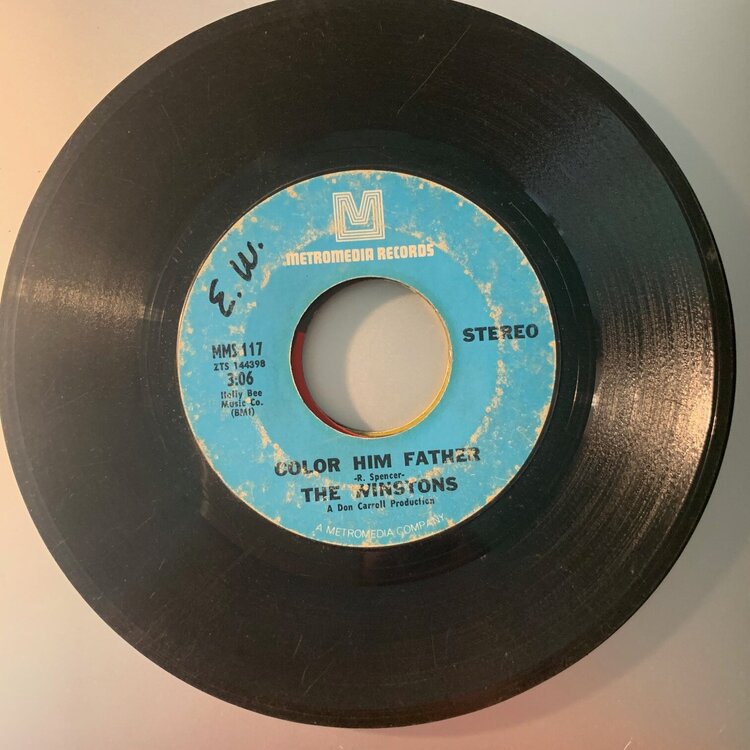 M
METROMEDIA RECORDS
E.W.
STEREO
MMS 117
ZTS 144398
3:06
Holly Bee
Music Co.
(BMI)
COLOR HIM FATHER
-R. Spencer-
THE WINSTONS
A Don Carroll Production
A METROMEDIA COMPANY